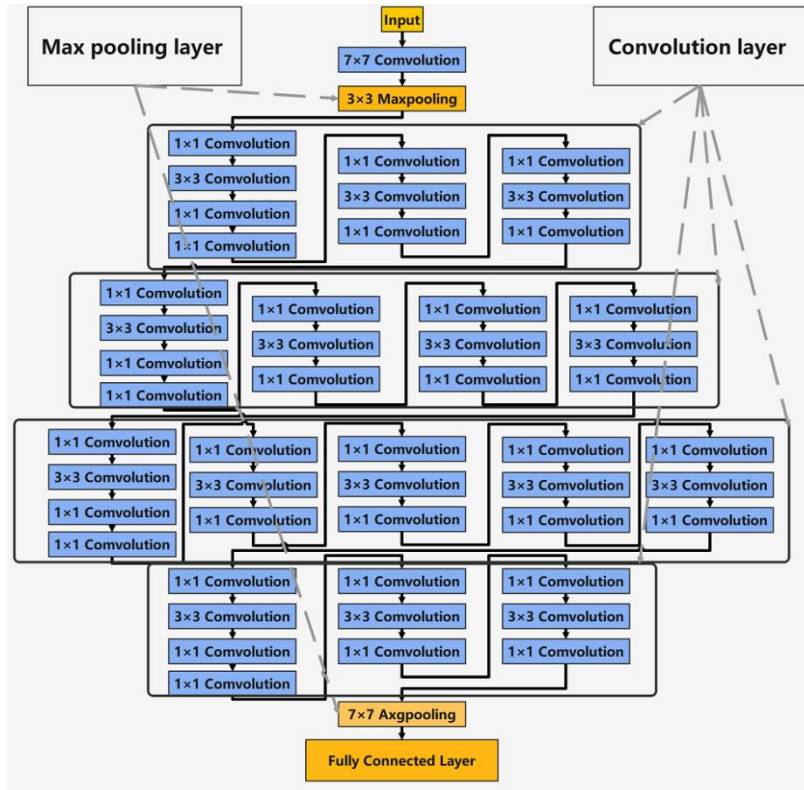 Input
Max pooling layer
Convolution layer
7×7 Comvolution
3×3 Maxpooling
1×1 Comvolution
3×3 Comvolution
1×1 Comvolution
1×1 Comvolution
1×1 Comvolution
3×3 Comvolution
1×1 Comvolution
1×1 Comvolution
3×3 Comvolution
1×1 Comvolution
1×1 Comvolution
3×3 Comvolution
1×1 Comvolution
1×1 Comvolution
1×1 Comvolution
3×3 Comvolution
1×1 Comvolution
1×1 Comvolution
3×3 Comvolution
1×1 Comvolution
1×1 Comvolution
3×3 Comvolution
1×1 Comvolution
1×1 Comvolution
3×3 Comvolution
1×1 Comvolution
1×1 Comvolution
1×1 Comvolution
3×3 Comvolution
1×1 Comvolution
1×1 Comvolution
3×3 Comvolution
1×1 Comvolution
1×1 Comvolution
3×3 Comvolution
1×1 Comvolution
1×1 Comvolution
3×3 Comvolution
1×1 Comvolution
1×1 Comvolution
3×3 Comvolution
1×1 Comvolution
1×1 Comvolution
1×1 Comvolution
3×3 Comvolution
1×1 Comvolution
1×1 Comvolution
3×3 Comvolution
1×1 Comvolution
7×7 Axgpooling
Fully Connected Layer